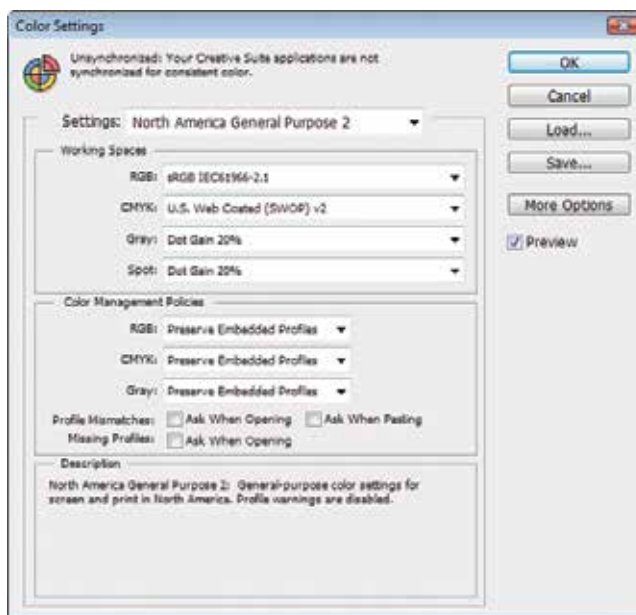 Color Settings
Unsynchronized: Your Creative Suite applications are not
synchronized for consistent color.
Settings: North America General Purpose 2
Working Spaces
RGB: sRGB IEC61966-2.1
CMYK: U.S. Web Coated (SWOP) v2
Gray: Dot Gain 20%
Spot: Dot Gain 20%
Color Management Policies
RGB: Preserve Embedded Profiles
CMYK: Preserve Embedded Profiles
Gray: Preserve Embedded Profiles
Profile Mismatches: Ask When Opening Ask When Pasting
Missing Profiles: Ask When Opening
Description
North America General Purpose 2: General-purpose color settings for
screen and print in North America. Profile warnings are disabled.
OK
Cancel
Load...
Save...
More Options
Preview